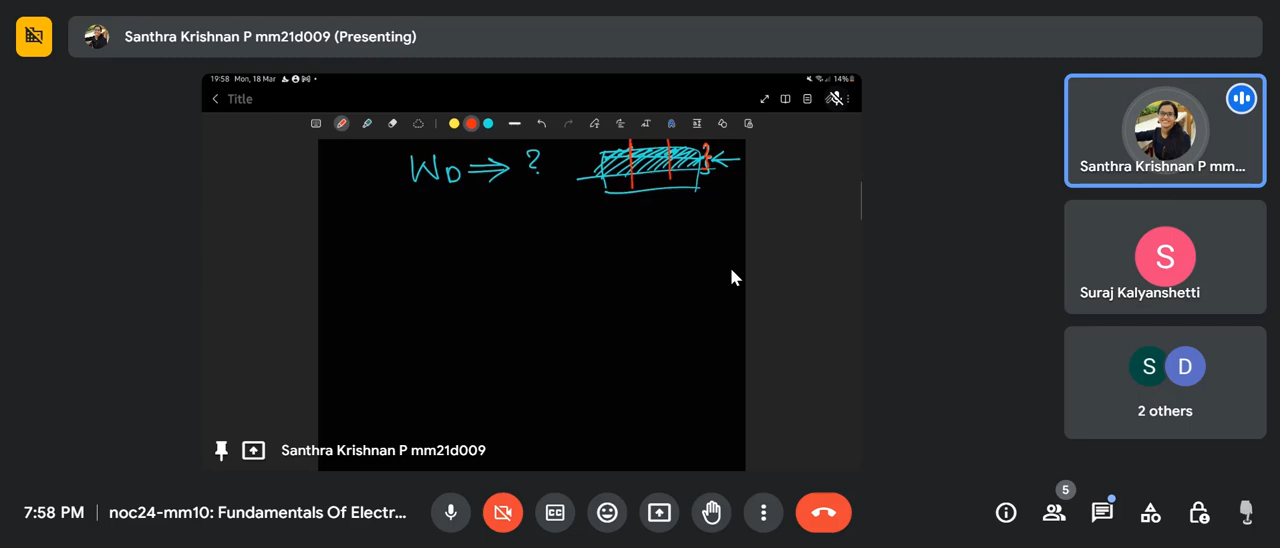 Santhra Krishnan P mm21d009 (Presenting)
19:58 Mon, 18 Mar
14%
Title
W_D ⇒ ?
Santhra Krishnan P mm...
S
Suraj Kalyanshetti
S D
2 others
Santhra Krishnan P mm21d009
5
7:58 PM | noc24-mm10: Fundamentals Of Electr...